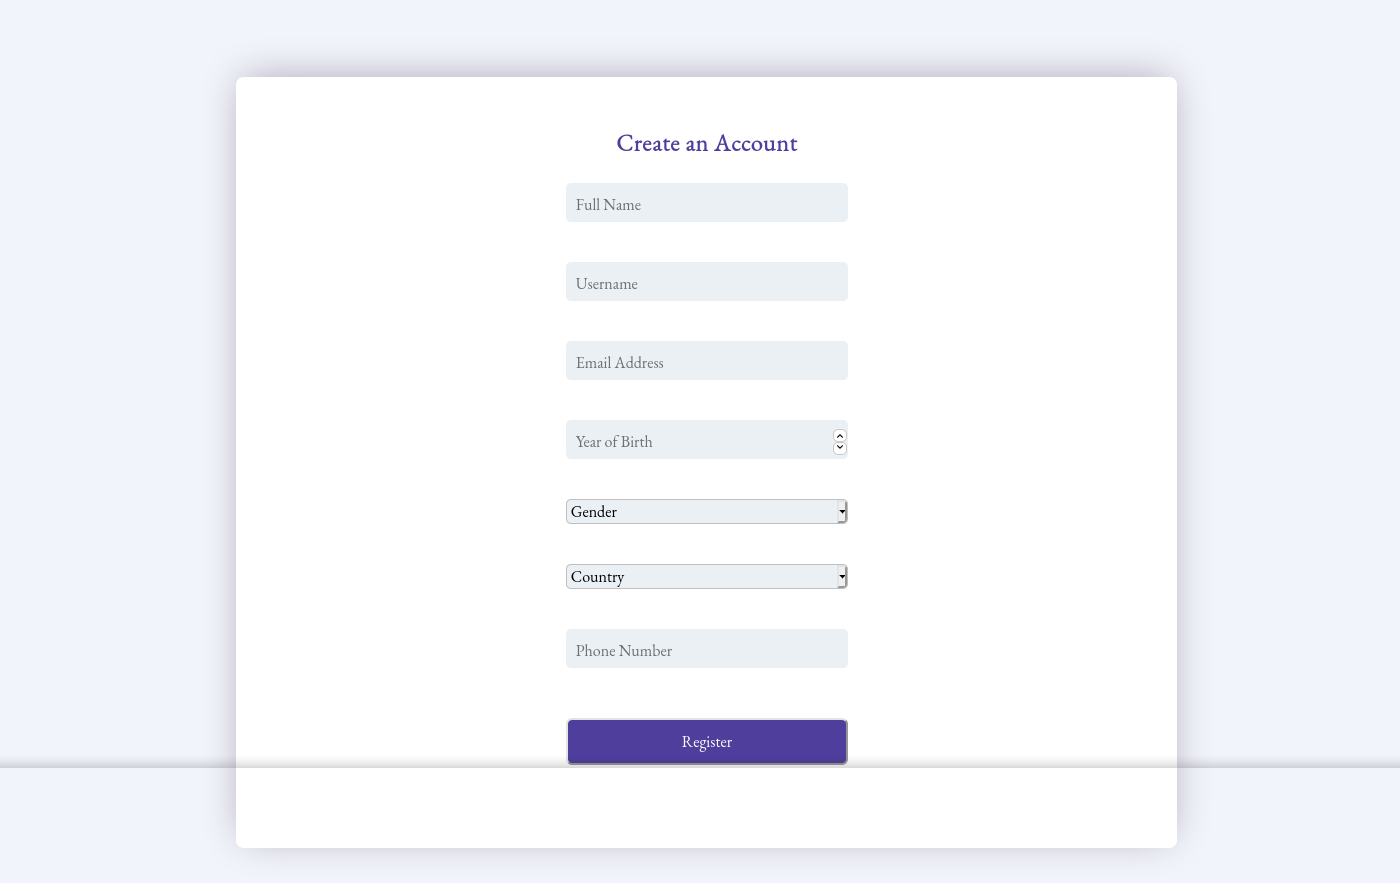 Create an Account
Full Name
Username
Email Address
Year of Birth
Gender
Country
Phone Number
Register